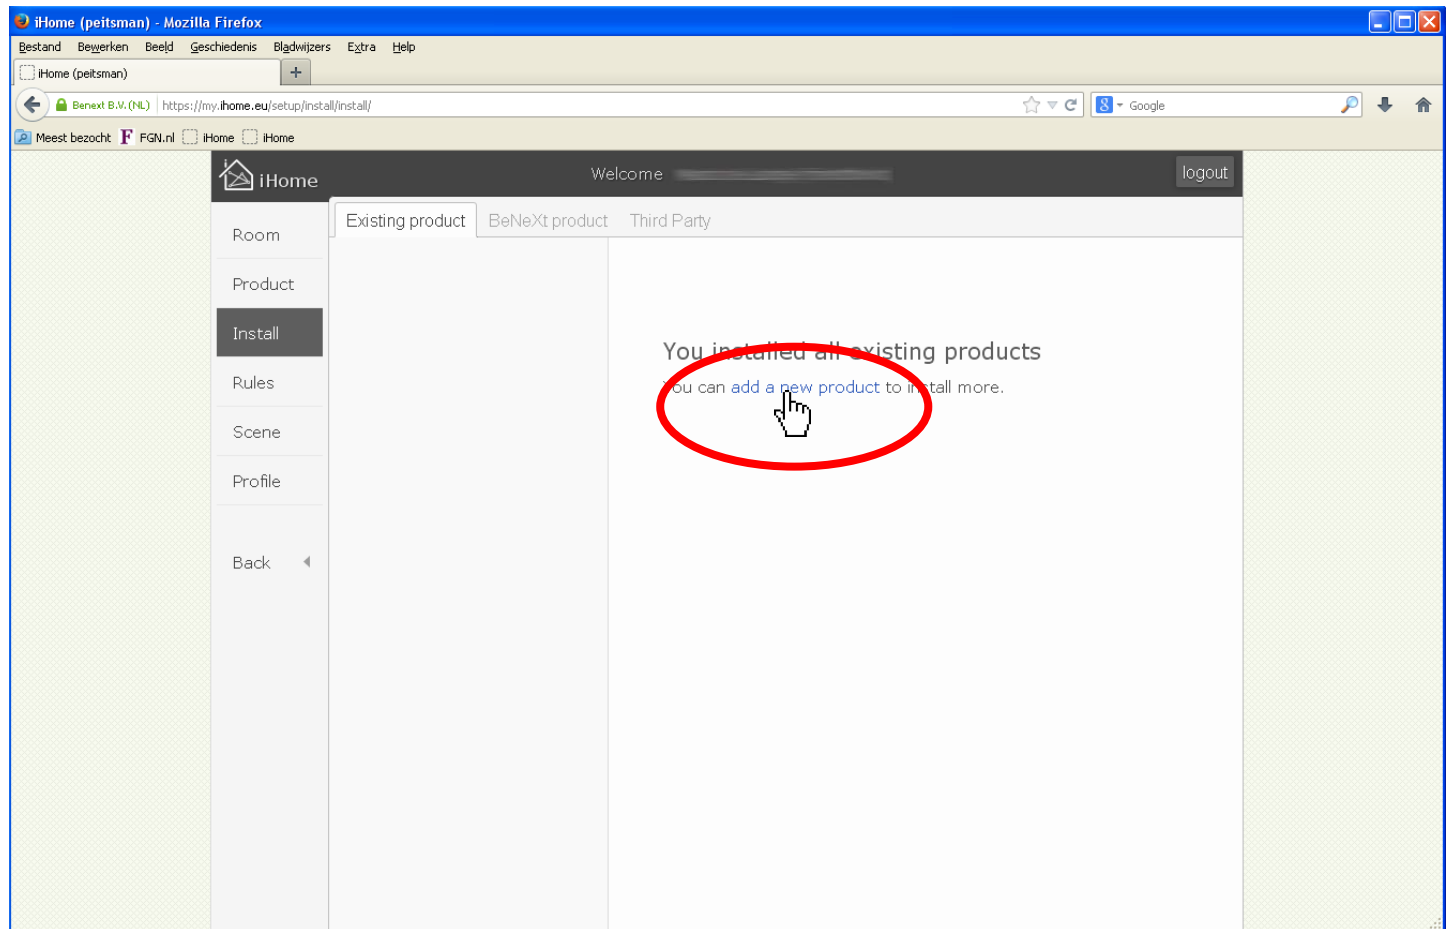 iHome (peitsman) - Mozilla Firefox
Bestand Bewerken Beeld Geschiedenis Bladwijzers Extra Help
iHome (peitsman) +
Benext B.V. (NL) https://my.ihome.eu/setup/install/install/ 8 Google
Meest bezocht F FGN.nl iHome iHome
iHome Welcome logout
Existing product BeNeXt product Third Party
Room
Product
Install
Rules
Scene
Profile
Back
You installed all existing products
You can add a new product to install more.